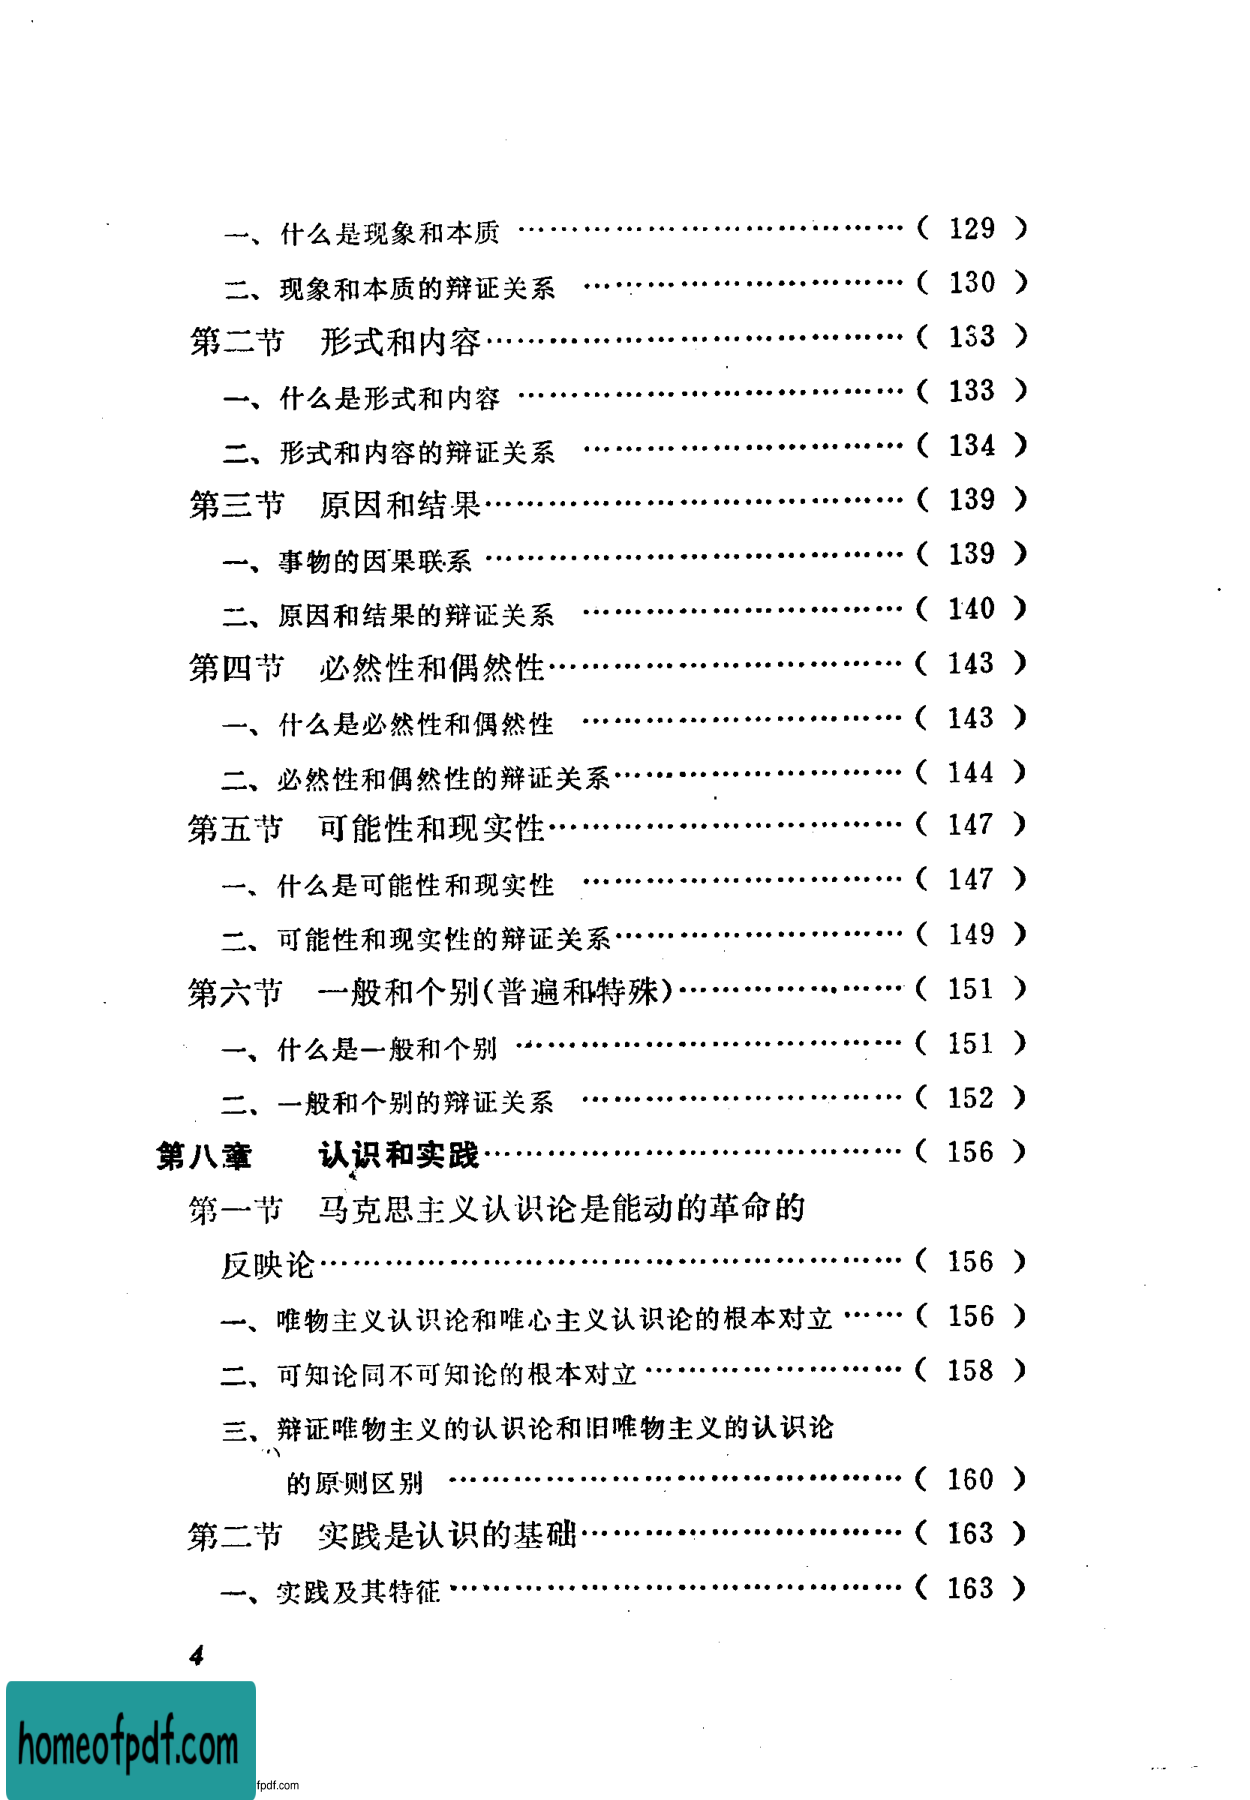 一、什么是现象和本质 ……………………………（ 129 ）
二、现象和本质的辩证关系 ……………………………（ 130 ）
第二节 形式和内容……………………………（ 133 ）
一、什么是形式和内容 ……………………………（ 133 ）
二、形式和内容的辩证关系 ……………………………（ 134 ）
第三节 原因和结果……………………………（ 139 ）
一、事物的因果联系 ……………………………（ 139 ）
二、原因和结果的辩证关系 ……………………………（ 140 ）
第四节 必然性和偶然性……………………………（ 143 ）
一、什么是必然性和偶然性 ……………………………（ 143 ）
二、必然性和偶然性的辩证关系……………………………（ 144 ）
第五节 可能性和现实性……………………………（ 147 ）
一、什么是可能性和现实性 ……………………………（ 147 ）
二、可能性和现实性的辩证关系……………………………（ 149 ）
第六节 一般和个别(普遍和特殊)……………………（ 151 ）
一、什么是一般和个别 ……………………………（ 151 ）
二、一般和个别的辩证关系 ……………………………（ 152 ）
第八章 认识和实践……………………………（ 156 ）
第一节 马克思主义认识论是能动的革命的
反映论……………………………………（ 156 ）
一、唯物主义认识论和唯心主义认识论的根本对立 ……（ 156 ）
二、可知论同不可知论的根本对立……………………（ 158 ）
三、辩证唯物主义的认识论和旧唯物主义的认识论
的原则区别 ……………………………（ 160 ）
第二节 实践是认识的基础……………………………（ 163 ）
一、实践及其特征……………………………（ 163 ）
4
homeofpdf.com
fpdf.com